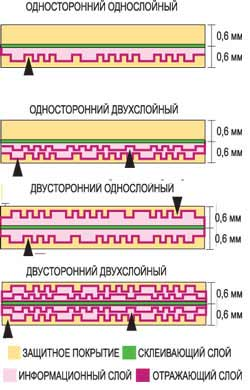 ОДНОСТОРОННИЙ ОДНОСЛОЙНЫЙ
0,6 мм
0,6 мм
ОДНОСТОРОННИЙ ДВУХСЛОЙНЫЙ
0,6 мм
0,6 мм
ДВУСТОРОННИЙ ОДНОСЛОЙНЫЙ
0,6 мм
0,6 мм
ДВУСТОРОННИЙ ДВУХСЛОЙНЫЙ
0,6 мм
0,6 мм
ЗАЩИТНОЕ ПОКРЫТИЕ СКЛЕИВАЮЩИЙ СЛОЙ
ИНФОРМАЦИОННЫЙ СЛОЙ ОТРАЖАЮЩИЙ СЛОЙ